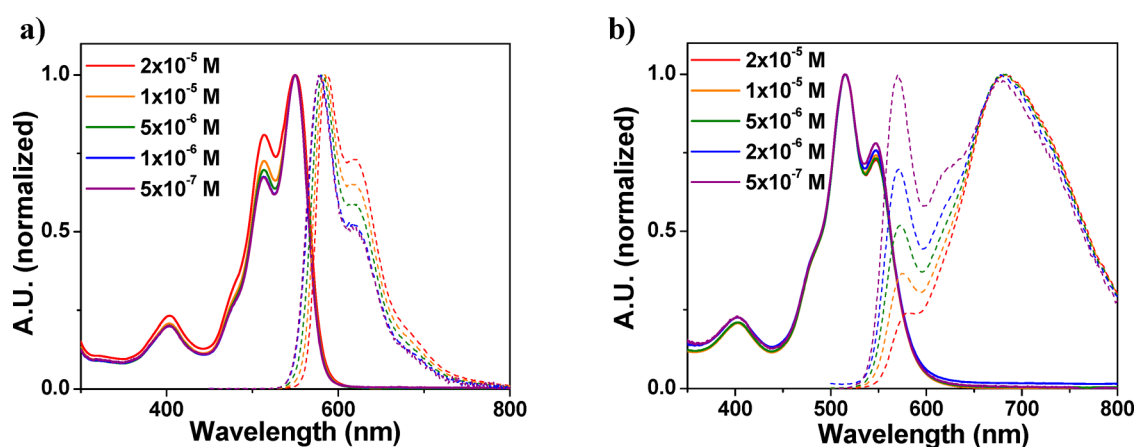 a)
A.U. (normalized)
1.0
0.5
0.0
2x10⁻⁵ M
1x10⁻⁵ M
5x10⁻⁶ M
1x10⁻⁶ M
5x10⁻⁷ M
400 600 800
Wavelength (nm)
b)
A.U. (normalized)
1.0
0.5
0.0
2x10⁻⁵ M
1x10⁻⁵ M
5x10⁻⁶ M
2x10⁻⁶ M
5x10⁻⁷ M
400 500 600 700 800
Wavelength (nm)